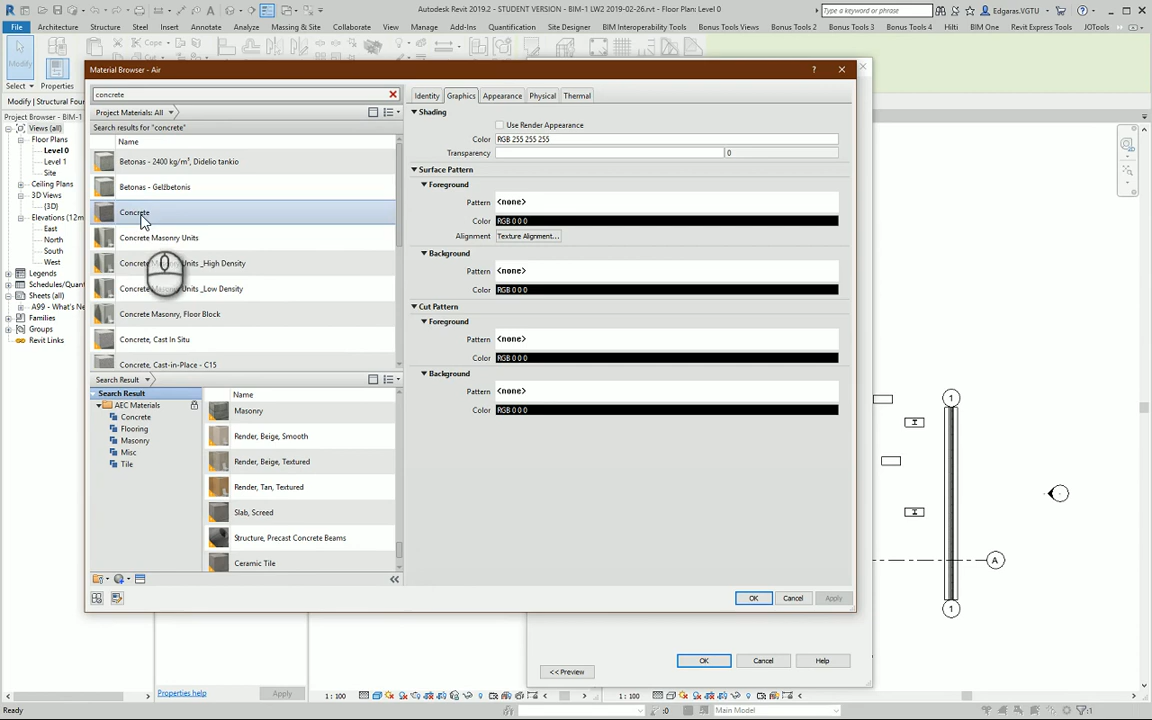 Autodesk Revit 2019.2 - STUDENT VERSION - BIM-1 LW2 2019-02-26.rvt - Floor Plan: Level 0
Type a keyword or phrase
Edgaras.VGTU
File Architecture Structure Steel Insert Annotate Analyze Massing & Site Collaborate View Manage Add-Ins Quantification Site Designer BIM Interoperability Tools Bonus Tools Views Bonus Tools 3 Bonus Tools 4 Hilti BIM One Revit Express Tools JOTools
Cope
Cut
Join
Modify
Properties
Select
Modify | Structural Fou
Project Browser - BIM-1
Views (all)
Floor Plans
Level 0
Level 1
Site
Ceiling Plans
3D Views
{3D}
Elevations (12m
East
North
South
West
Legends
Schedules/Quan
Sheets (all)
A99 - What's Ne
Families
Groups
Revit Links
Material Browser - Air
concrete
Project Materials: All
Search results for "concrete"
Name
Betonas - 2400 kg/m³, Didelio tankio
Betonas - Gelžbetonis
Concrete
Concrete Masonry Units
Concrete Masonry Units _High Density
Concrete Masonry Units _Low Density
Concrete Masonry, Floor Block
Concrete, Cast In Situ
Concrete, Cast-in-Place - C15
Search Result
Search Result
AEC Materials
Concrete
Flooring
Masonry
Misc
Tile
Name
Masonry
Render, Beige, Smooth
Render, Beige, Textured
Render, Tan, Textured
Slab, Screed
Structure, Precast Concrete Beams
Ceramic Tile
Identity Graphics Appearance Physical Thermal
Shading
Use Render Appearance
Color RGB 255 255 255
Transparency 0
Surface Pattern
Foreground
Pattern <none>
Color RGB 0 0 0
Alignment Texture Alignment...
Background
Pattern <none>
Color RGB 0 0 0
Cut Pattern
Foreground
Pattern <none>
Color RGB 0 0 0
Background
Pattern <none>
Color RGB 0 0 0
OK Cancel Apply
<< Preview OK Cancel Help
1
A
1
Properties help Apply
1 : 100
1 : 100
Ready
:0
Main Model
:1